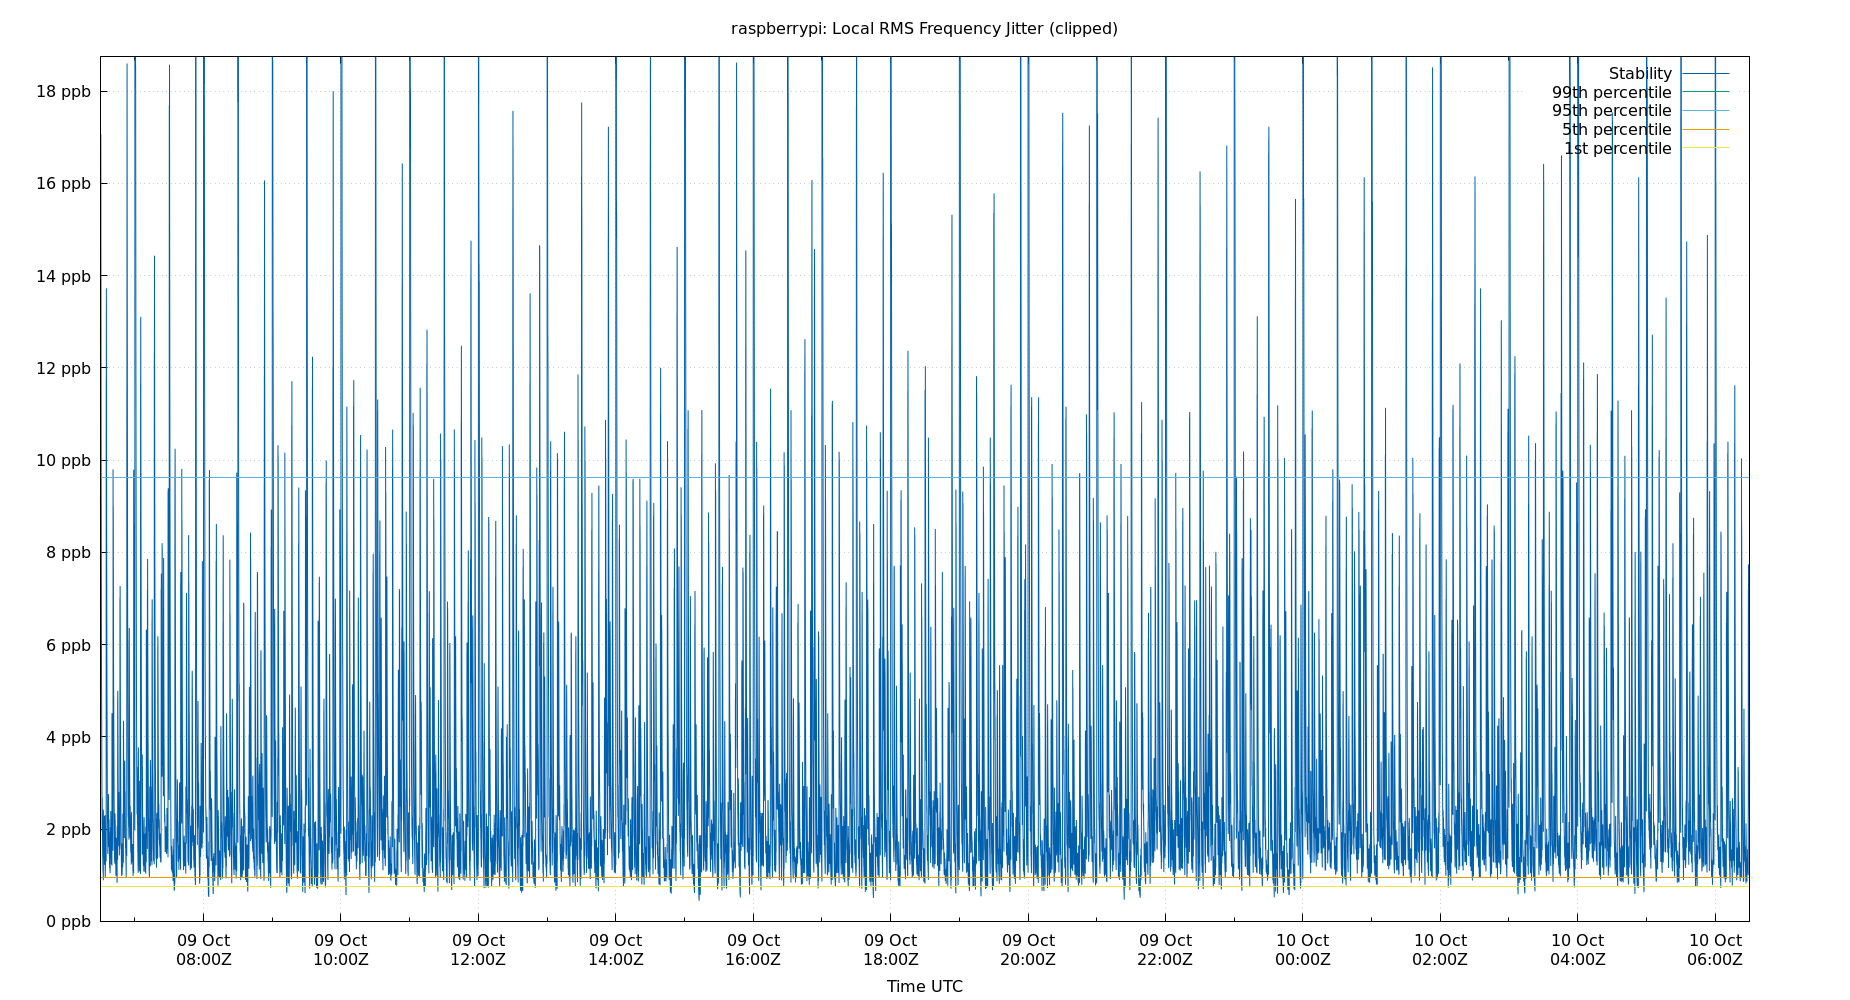 raspberrypi: Local RMS Frequency Jitter (clipped)
Stability
99th percentile
95th percentile
5th percentile
1st percentile
18 ppb
16 ppb
14 ppb
12 ppb
10 ppb
8 ppb
6 ppb
4 ppb
2 ppb
0 ppb
09 Oct 09 Oct 09 Oct 09 Oct 09 Oct 09 Oct 09 Oct 09 Oct 10 Oct 10 Oct 10 Oct 10 Oct
08:00Z 10:00Z 12:00Z 14:00Z 16:00Z 18:00Z 20:00Z 22:00Z 00:00Z 02:00Z 04:00Z 06:00Z
Time UTC